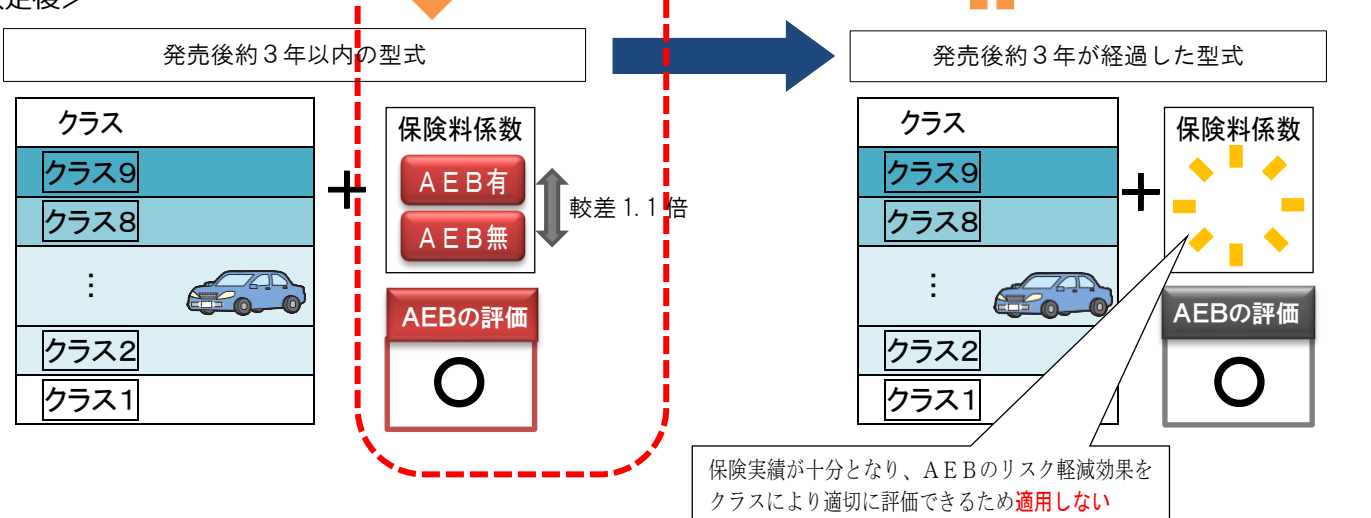 定後＞
発売後約３年以内の型式
クラス
クラス9
クラス8
⋮
クラス2
クラス1
＋
保険料係数
ＡＥＢ有
ＡＥＢ無
較差 1.1 倍
AEBの評価
○
発売後約３年が経過した型式
クラス
クラス9
クラス8
⋮
クラス2
クラス1
＋
保険料係数
AEBの評価
○
保険実績が十分となり、ＡＥＢのリスク軽減効果を
クラスにより適切に評価できるため適用しない